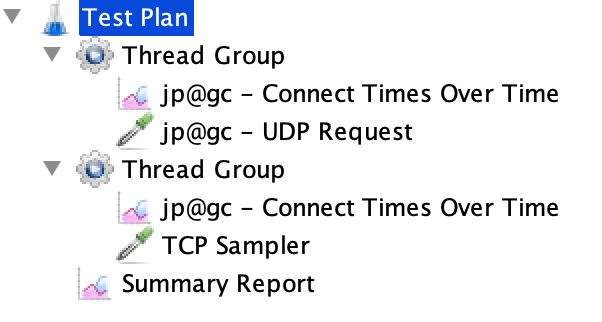 Test Plan
Thread Group
jp@gc – Connect Times Over Time
jp@gc – UDP Request
Thread Group
jp@gc – Connect Times Over Time
TCP Sampler
Summary Report